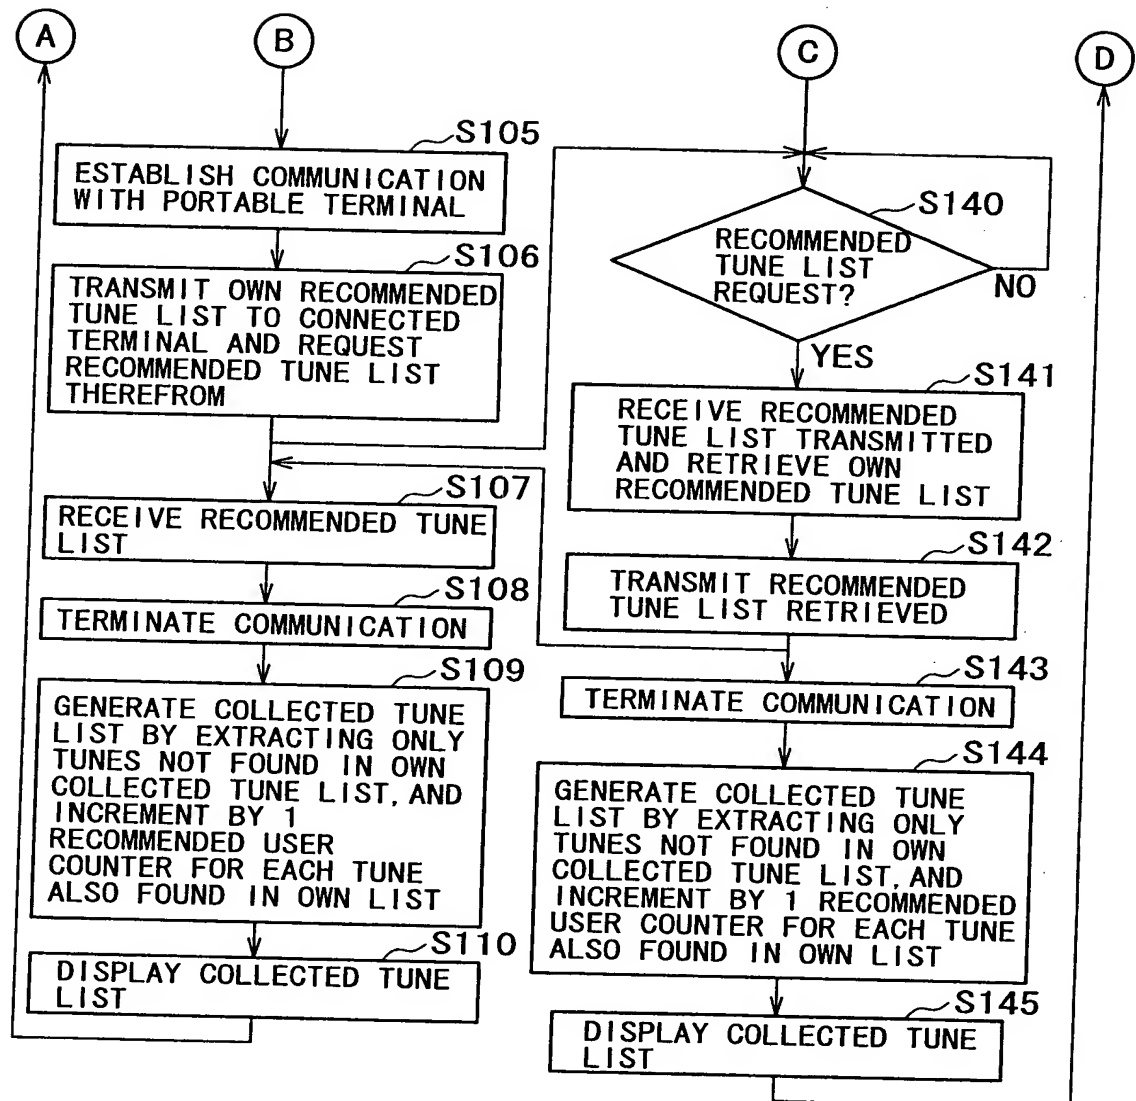 A
B
C
D
S105
ESTABLISH COMMUNICATION
WITH PORTABLE TERMINAL
S106
TRANSMIT OWN RECOMMENDED
TUNE LIST TO CONNECTED
TERMINAL AND REQUEST
RECOMMENDED TUNE LIST
THEREFROM
S107
RECEIVE RECOMMENDED TUNE
LIST
S108
TERMINATE COMMUNICATION
S109
GENERATE COLLECTED TUNE
LIST BY EXTRACTING ONLY
TUNES NOT FOUND IN OWN
COLLECTED TUNE LIST, AND
INCREMENT BY 1
RECOMMENDED USER
COUNTER FOR EACH TUNE
ALSO FOUND IN OWN LIST
S110
DISPLAY COLLECTED TUNE
LIST
S140
RECOMMENDED
TUNE LIST
REQUEST?
NO
YES
S141
RECEIVE RECOMMENDED
TUNE LIST TRANSMITTED
AND RETRIEVE OWN
RECOMMENDED TUNE LIST
S142
TRANSMIT RECOMMENDED
TUNE LIST RETRIEVED
S143
TERMINATE COMMUNICATION
S144
GENERATE COLLECTED TUNE
LIST BY EXTRACTING ONLY
TUNES NOT FOUND IN OWN
COLLECTED TUNE LIST, AND
INCREMENT BY 1 RECOMMENDED
USER COUNTER FOR EACH TUNE
ALSO FOUND IN OWN LIST
S145
DISPLAY COLLECTED TUNE
LIST